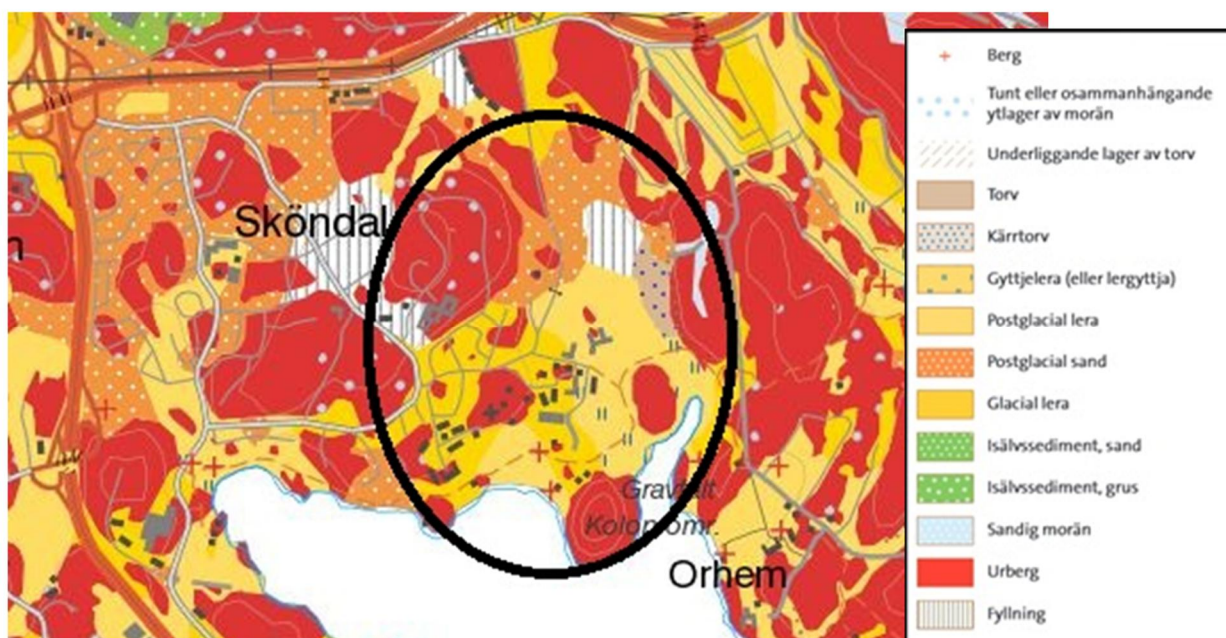 Sköndal
n
Gravfält
Koloniomr.
Orhem
Berg
Tunt eller osammanhängande
ytlager av morän
Underliggande lager av torv
Torv
Kärrtorv
Gyttjelera (eller lergyttja)
Postglacial lera
Postglacial sand
Glacial lera
Isälvssediment, sand
Isälvssediment, grus
Sandig morän
Urberg
Fyllning